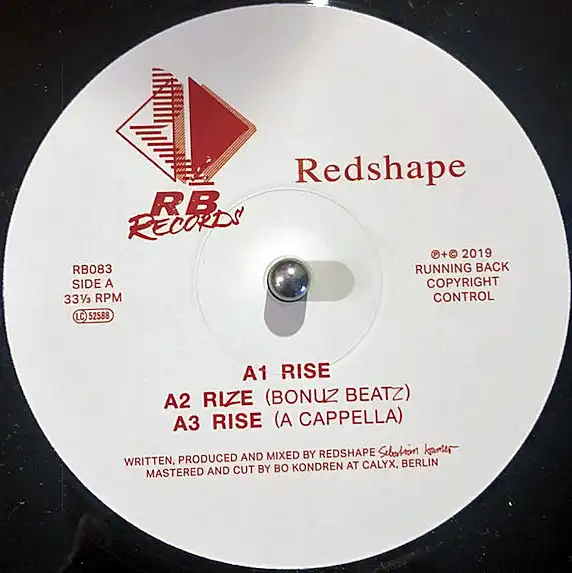 RB
RECORDS
Redshape
RB083
SIDE A
33⅓ RPM
LC 52588
℗+© 2019
RUNNING BACK
COPYRIGHT
CONTROL
A1 RISE
A2 RIZE (BONUZ BEATZ)
A3 RISE (A CAPPELLA)
WRITTEN, PRODUCED AND MIXED BY REDSHAPE Sebastian Kramer
MASTERED AND CUT BY BO KONDREN AT CALYX, BERLIN